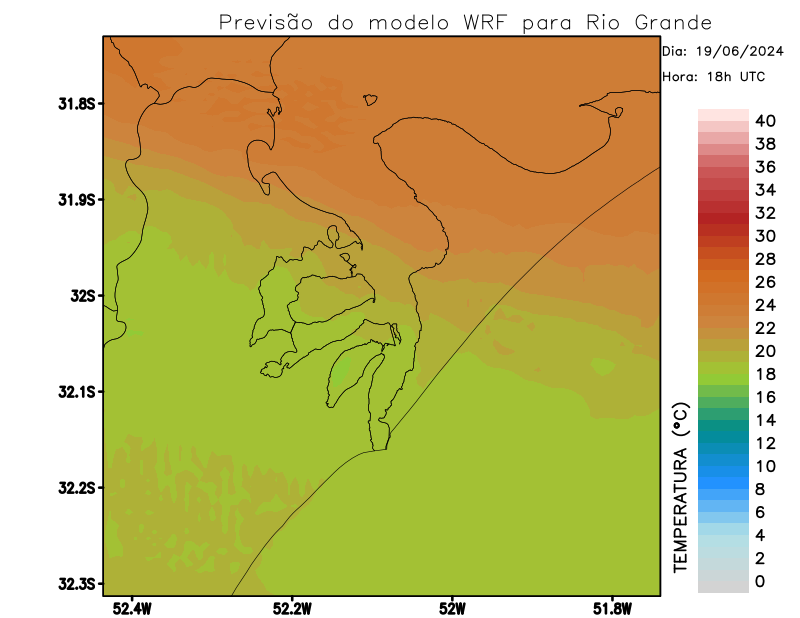 Previsão do modelo WRF para Rio Grande
Dia: 19/06/2024
Hora: 18h UTC
31.8S
31.9S
32S
32.1S
32.2S
32.3S
52.4W
52.2W
52W
51.8W
TEMPERATURA (°C)
40
38
36
34
32
30
28
26
24
22
20
18
16
14
12
10
8
6
4
2
0